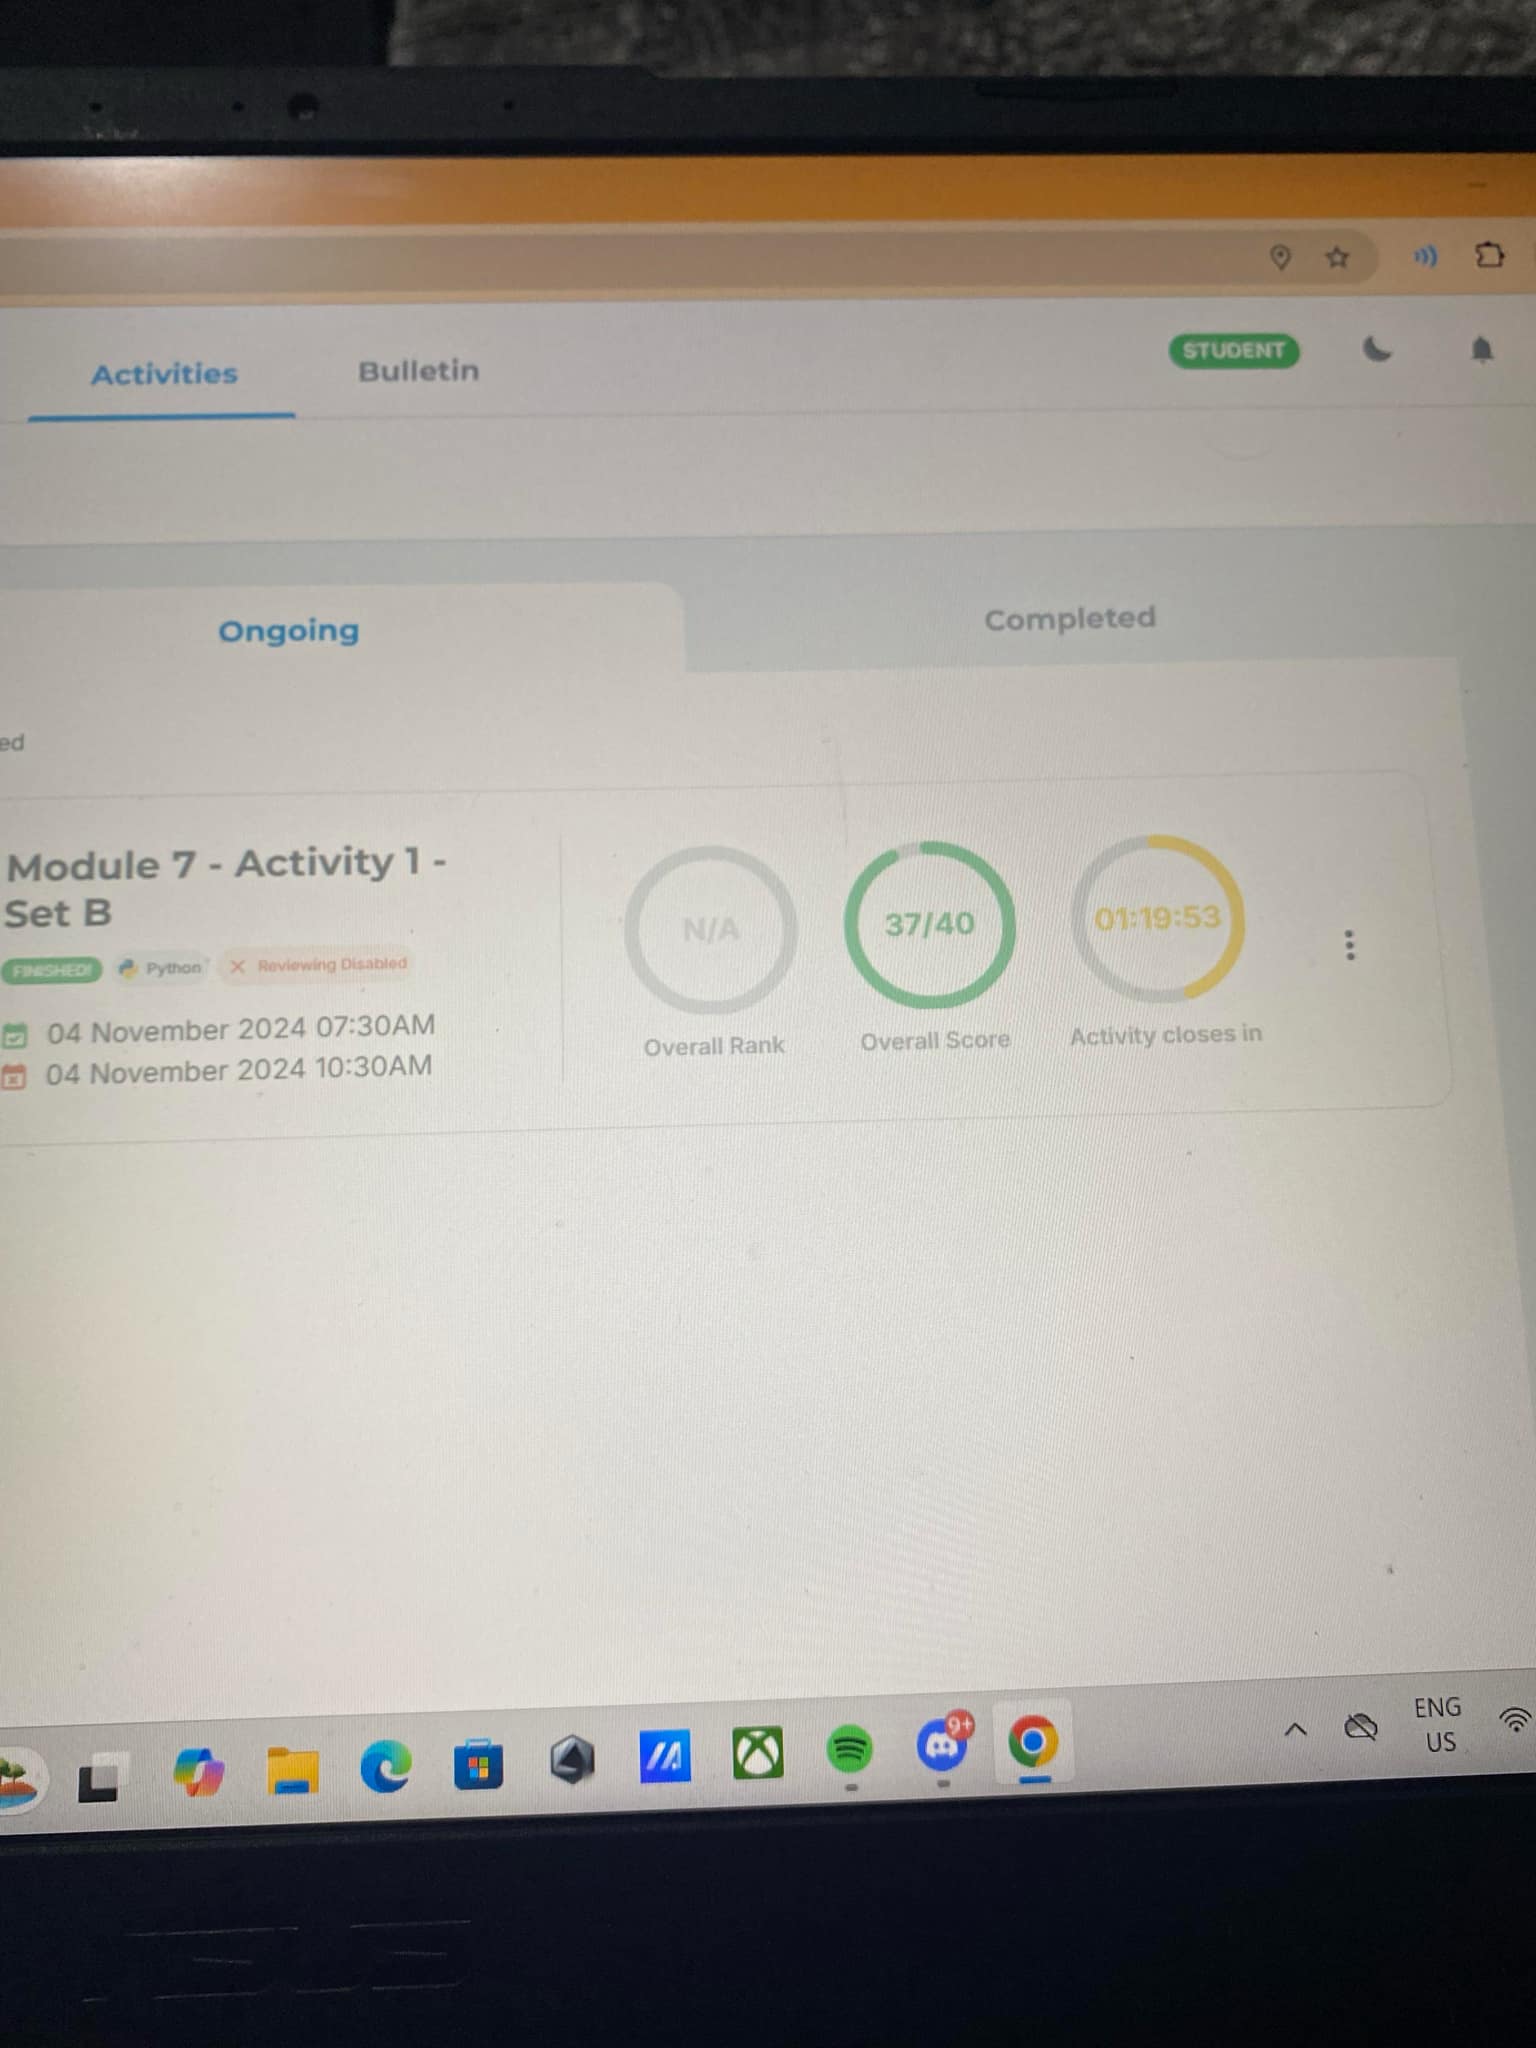 Activities
Bulletin
STUDENT
Ongoing
Completed
ed
Module 7 - Activity 1 -
Set B
FINISHED!
Python
Reviewing Disabled
04 November 2024 07:30AM
04 November 2024 10:30AM
N/A
Overall Rank
37/40
Overall Score
01:19:53
Activity closes in
9+
ENG
US